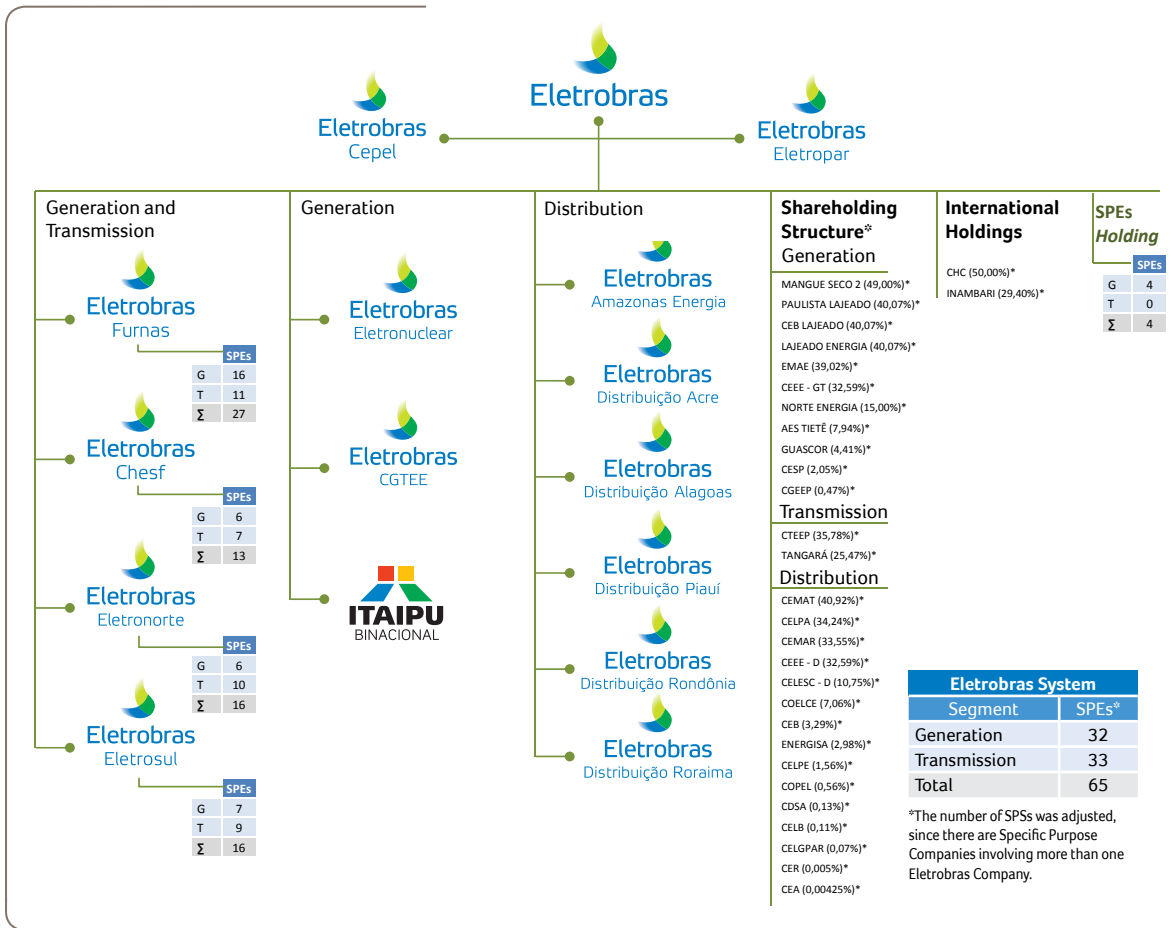 Eletrobras
Eletrobras
Cepel
Eletrobras
Eletropar
Generation and
Transmission
Eletrobras
Furnas
SPEs
G 16
T 11
Σ 27
Eletrobras
Chesf
SPEs
G 6
T 7
Σ 13
Eletrobras
Eletronorte
SPEs
G 6
T 10
Σ 16
Eletrobras
Eletrosul
SPEs
G 7
T 9
Σ 16
Generation
Eletrobras
Eletronuclear
Eletrobras
CGTEE
ITAIPU
BINACIONAL
Distribution
Eletrobras
Amazonas Energia
Eletrobras
Distribuição Acre
Eletrobras
Distribuição Alagoas
Eletrobras
Distribuição Piauí
Eletrobras
Distribuição Rondônia
Eletrobras
Distribuição Roraima
Shareholding
Structure*
Generation
MANGUE SECO 2 (49,00%)*
PAULISTA LAJEADO (40,07%)*
CEB LAJEADO (40,07%)*
LAJEADO ENERGIA (40,07%)*
EMAE (39,02%)*
CEEE - GT (32,59%)*
NORTE ENERGIA (15,00%)*
AES TIETÊ (7,94%)*
GUASCOR (4,41%)*
CESP (2,05%)*
CGEEP (0,47%)*
Transmission
CTEEP (35,78%)*
TANGARÁ (25,47%)*
Distribution
CEMAT (40,92%)*
CELPA (34,24%)*
CEMAR (33,55%)*
CEEE - D (32,59%)*
CELESC - D (10,75%)*
COELCE (7,06%)*
CEB (3,29%)*
ENERGISA (2,98%)*
CELPE (1,56%)*
COPEL (0,56%)*
CDSA (0,13%)*
CELB (0,11%)*
CELGPAR (0,07%)*
CER (0,005%)*
CEA (0,00425%)*
International
Holdings
CHC (50,00%)*
INAMBARI (29,40%)*
SPEs
Holding
SPEs
G 4
T 0
Σ 4
Eletrobras System
Segment SPEs*
Generation 32
Transmission 33
Total 65
*The number of SPSs was adjusted,
since there are Specific Purpose
Companies involving more than one
Eletrobras Company.